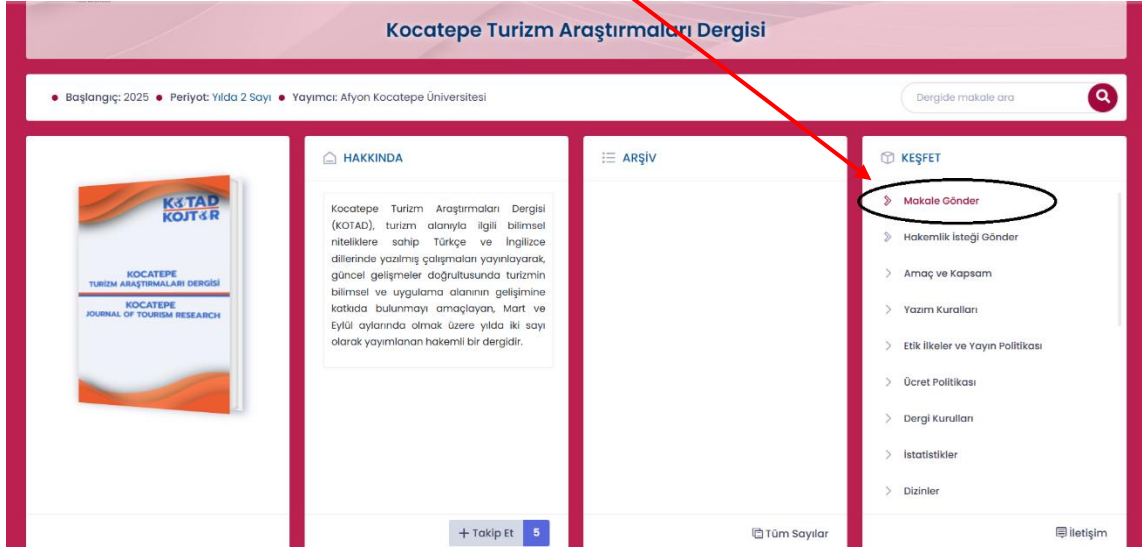 Kocatepe Turizm Araştırmaları Dergisi
Başlangıç: 2025 Periyot: Yılda 2 Sayı Yayımcı: Afyon Kocatepe Üniversitesi
Dergide makale ara
KOTAD
KOJTOR
KOCATEPE
TURİZM ARAŞTIRMALARI DERGİSİ
KOCATEPE
JOURNAL OF TOURISM RESEARCH
HAKKINDA
Kocatepe Turizm Araştırmaları Dergisi
(KOTAD), turizm alanıyla ilgili bilimsel
niteliklere sahip Türkçe ve İngilizce
dillerinde yazılmış çalışmaları yayınlayarak,
güncel gelişmeler doğrultusunda turizmin
bilimsel ve uygulama alanının gelişimine
katkıda bulunmayı amaçlayan, Mart ve
Eylül aylarında olmak üzere yılda iki sayı
olarak yayımlanan hakemli bir dergidir.
+ Takip Et 5
ARŞİV
Tüm Sayılar
KEŞFET
Makale Gönder
Hakemlik İsteği Gönder
Amaç ve Kapsam
Yazım Kuralları
Etik İlkeler ve Yayın Politikası
Ücret Politikası
Dergi Kurulları
İstatistikler
Dizinler
İletişim